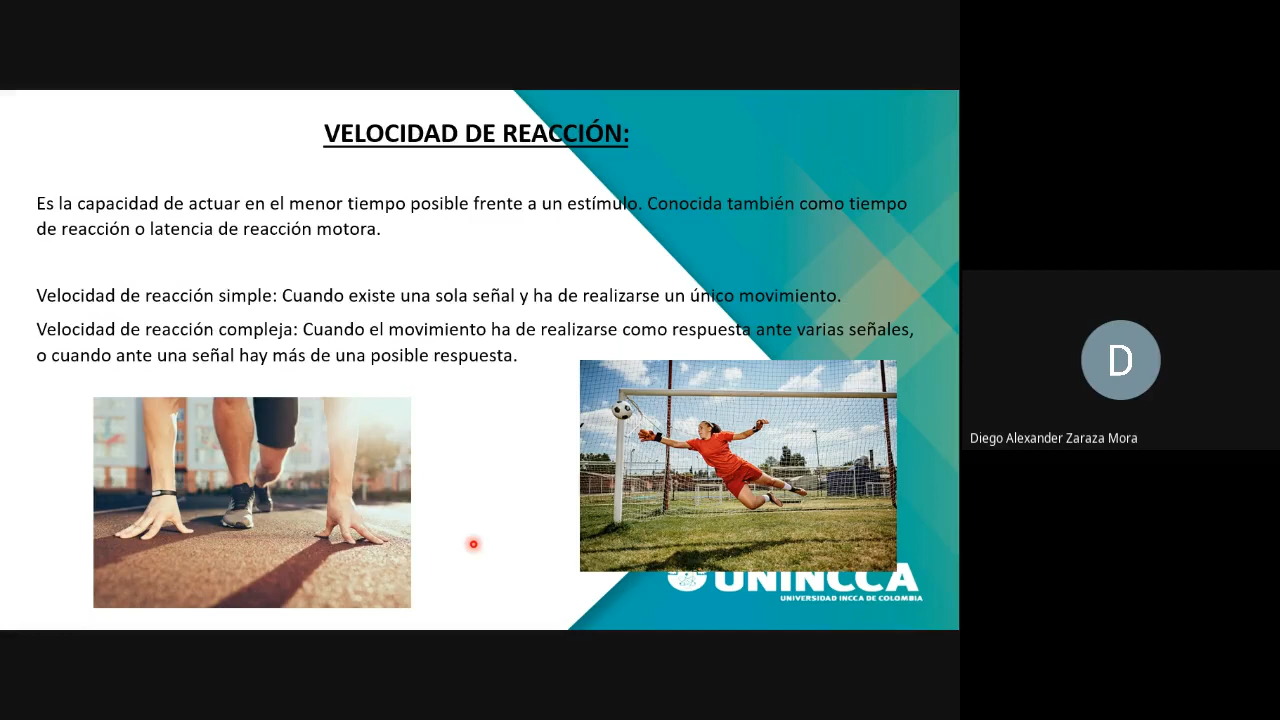 VELOCIDAD DE REACCIÓN:
Es la capacidad de actuar en el menor tiempo posible frente a un estímulo. Conocida también como tiempo
de reacción o latencia de reacción motora.
Velocidad de reacción simple: Cuando existe una sola señal y ha de realizarse un único movimiento.
Velocidad de reacción compleja: Cuando el movimiento ha de realizarse como respuesta ante varias señales,
o cuando ante una señal hay más de una posible respuesta.
UNINCCA
UNIVERSIDAD INCCA DE COLOMBIA
D
Diego Alexander Zaraza Mora